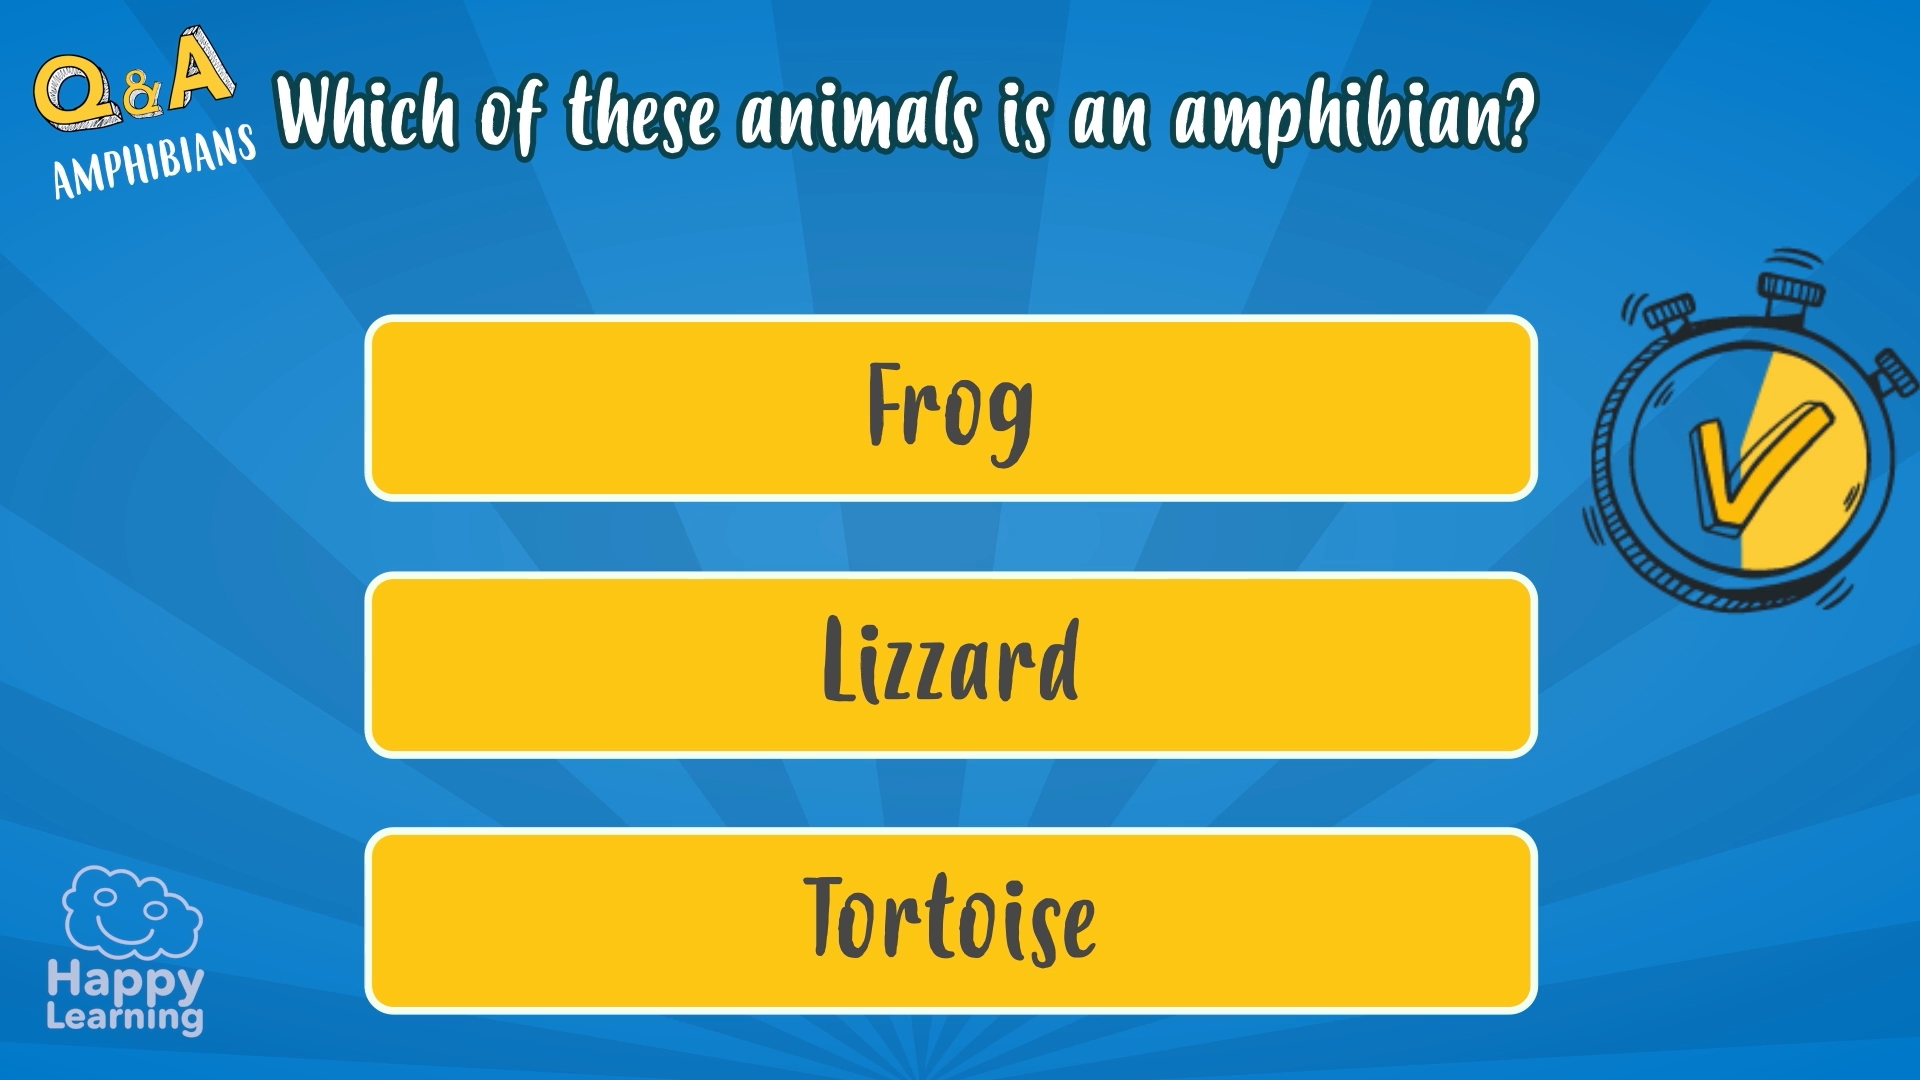 Q&A
AMPHIBIANS
Which of these animals is an amphibian?
Frog
Lizzard
Tortoise
Happy
Learning